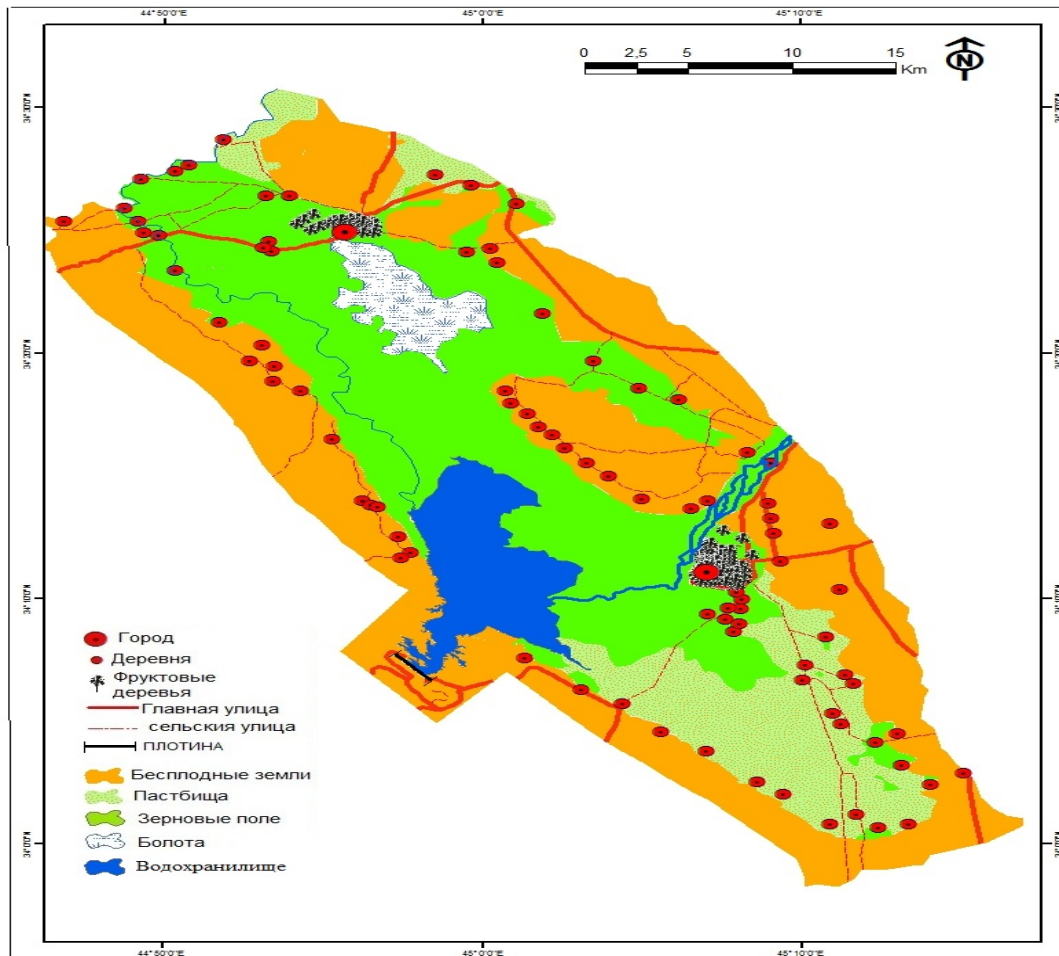 44°50'0"E 45°0'0"E 45°10'0"E
0 2,5 5 10 15
Km
N
Город
Деревня
Фруктовые
деревья
Главная улица
сельския улица
ПЛОТИНА
Бесплодные земли
Пастбища
Зерновые поле
Болота
Водохранилище
44°50'0"E 45°0'0"E 45°10'0"E